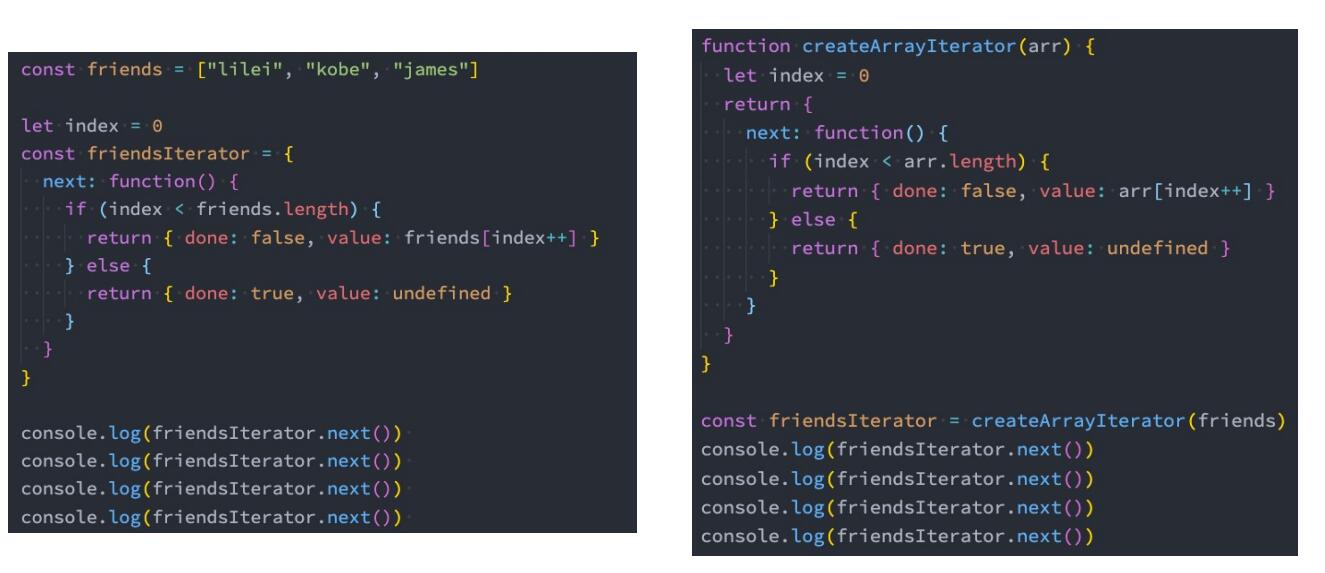 const friends = ["lilei", "kobe", "james"]

let index = 0
const friendsIterator = {
  next: function() {
    if (index < friends.length) {
      return { done: false, value: friends[index++] }
    } else {
      return { done: true, value: undefined }
    }
  }
}

console.log(friendsIterator.next())
console.log(friendsIterator.next())
console.log(friendsIterator.next())
console.log(friendsIterator.next())

function createArrayIterator(arr) {
  let index = 0
  return {
    next: function() {
      if (index < arr.length) {
        return { done: false, value: arr[index++] }
      } else {
        return { done: true, value: undefined }
      }
    }
  }
}

const friendsIterator = createArrayIterator(friends)
console.log(friendsIterator.next())
console.log(friendsIterator.next())
console.log(friendsIterator.next())
console.log(friendsIterator.next())